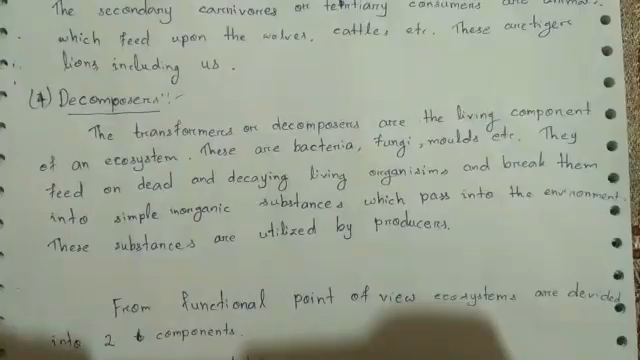 The secondary carnivores or tertiary consumers are
which feed upon the wolves, cattle, etc. These are tigers
lions including us.
(4) Decomposers :-
The transformers or decomposers are the living component
of an ecosystem. These are bacteria, fungi, moulds etc. They
feed on dead and decaying living organisims and break them
into simple inorganic substances which pass into the environment.
These substances are utilized by producers.
From functional point of view ecosystems are devided
into 2 components.